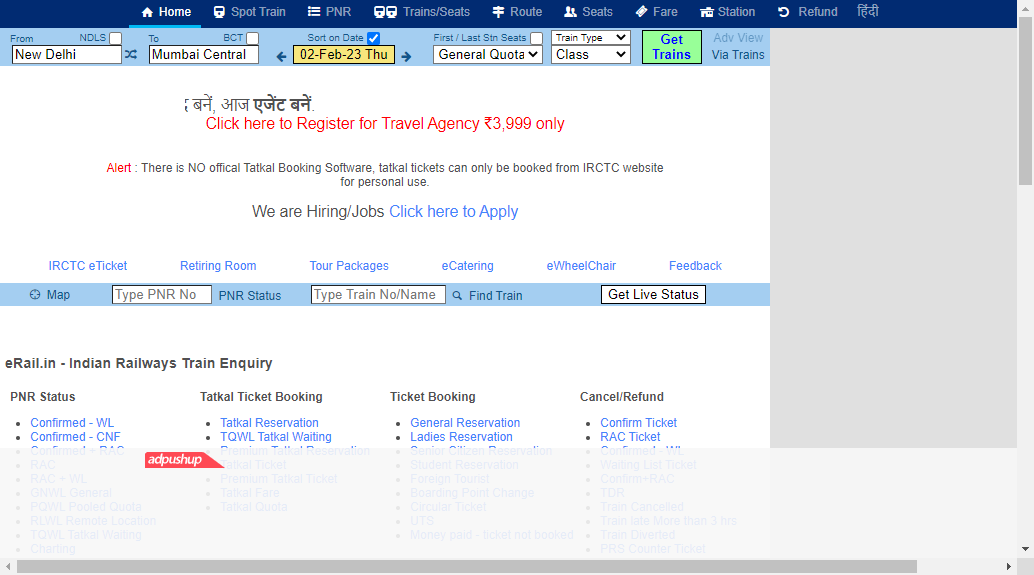 Home Spot Train PNR Trains/Seats Route Seats Fare Station Refund हिंदी
From NDLS To BCT Sort on Date First / Last Stn Seats Train Type Get Trains Adv View
New Delhi Mumbai Central 02-Feb-23 Thu General Quota Class Via Trains
बनें, आज एजेंट बनें.
Click here to Register for Travel Agency ₹3,999 only
Alert : There is NO offical Tatkal Booking Software, tatkal tickets can only be booked from IRCTC website
for personal use.
We are Hiring/Jobs Click here to Apply
IRCTC eTicket Retiring Room Tour Packages eCatering eWheelChair Feedback
Map Type PNR No PNR Status Type Train No/Name Find Train Get Live Status
eRail.in - Indian Railways Train Enquiry
PNR Status Tatkal Ticket Booking Ticket Booking Cancel/Refund
Confirmed - WL Tatkal Reservation General Reservation Confirm Ticket
Confirmed - CNF TQWL Tatkal Waiting Ladies Reservation RAC Ticket
Confirmed + RAC Premium Tatkal Reservation Senior Citizen Reservation Confirmed - WL
adpushup
RAC Tatkal Ticket Student Reservation Waiting List Ticket
RAC + WL Premium Tatkal Ticket Foreign Tourist Confirm+RAC
GNWL General Tatkal Fare Boarding Point Change TDR
PQWL Pooled Quota Tatkal Quota Circular Ticket Train Cancelled
RLWL Remote Location UTS Train late More than 3 hrs
TQWL Tatkal Waiting Money paid - ticket not booked Train Diverted
Charting PRS Counter Ticket